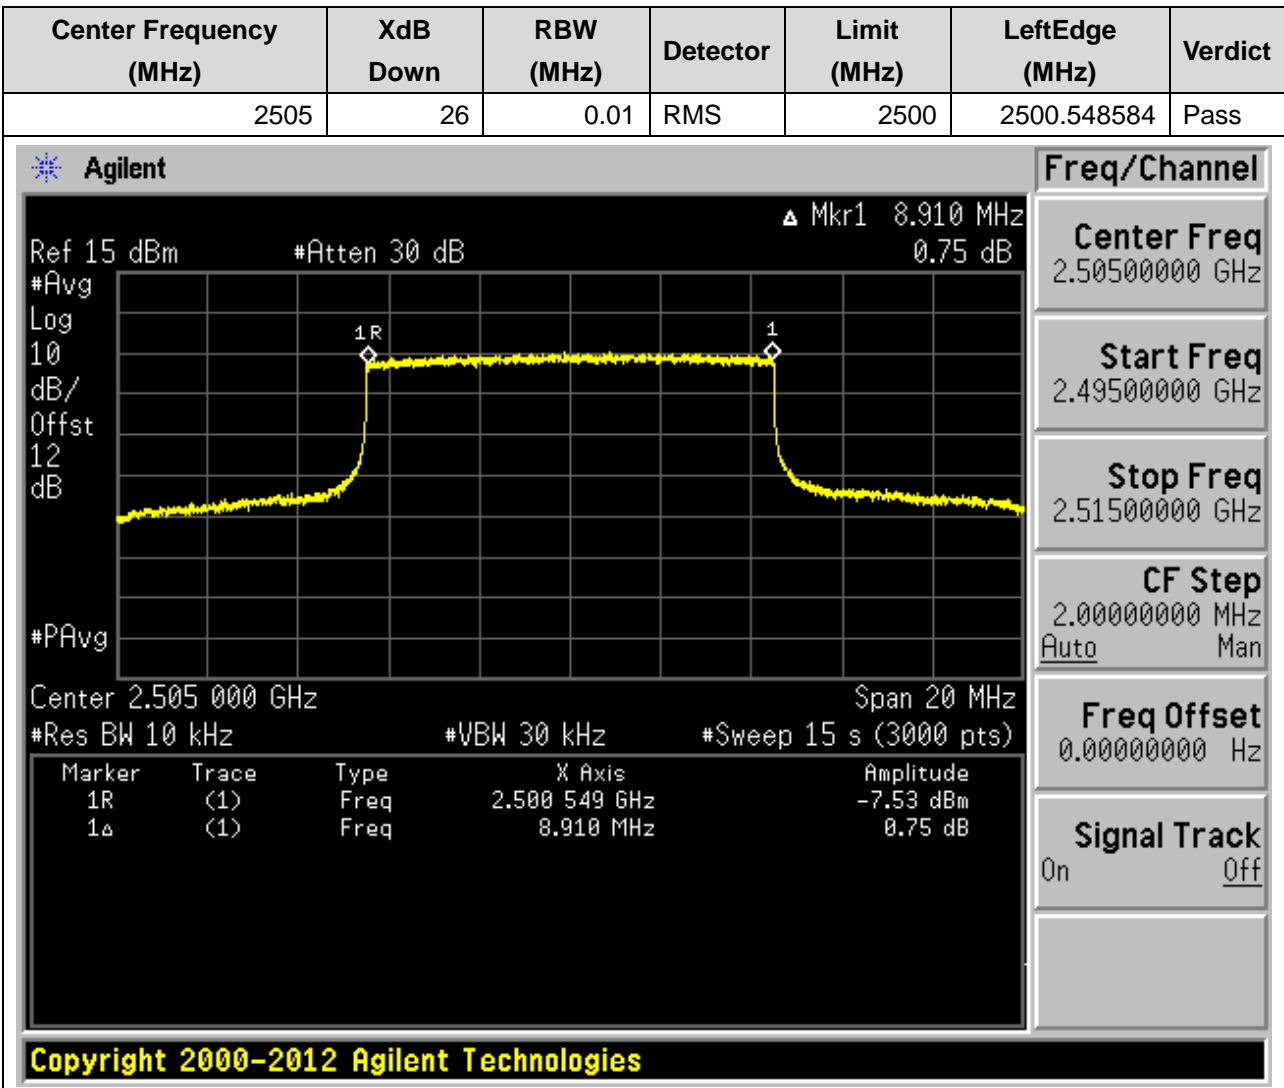 Center Frequency (MHz) XdB Down RBW (MHz) Detector Limit (MHz) LeftEdge (MHz) Verdict
2505 26 0.01 RMS 2500 2500.548584 Pass
Agilent
Freq/Channel
Δ Mkr1 8.910 MHz
Ref 15 dBm #Atten 30 dB 0.75 dB
#Avg
Log
10
dB/
Offst
12
dB
#PAvg
1R
1
Center 2.505 000 GHz Span 20 MHz
#Res BW 10 kHz #VBW 30 kHz #Sweep 15 s (3000 pts)
Marker Trace Type X Axis Amplitude
1R (1) Freq 2.500 549 GHz -7.53 dBm
1Δ (1) Freq 8.910 MHz 0.75 dB
Center Freq
2.50500000 GHz
Start Freq
2.49500000 GHz
Stop Freq
2.51500000 GHz
CF Step
2.00000000 MHz
Auto Man
Freq Offset
0.00000000 Hz
Signal Track
On Off
Copyright 2000-2012 Agilent Technologies